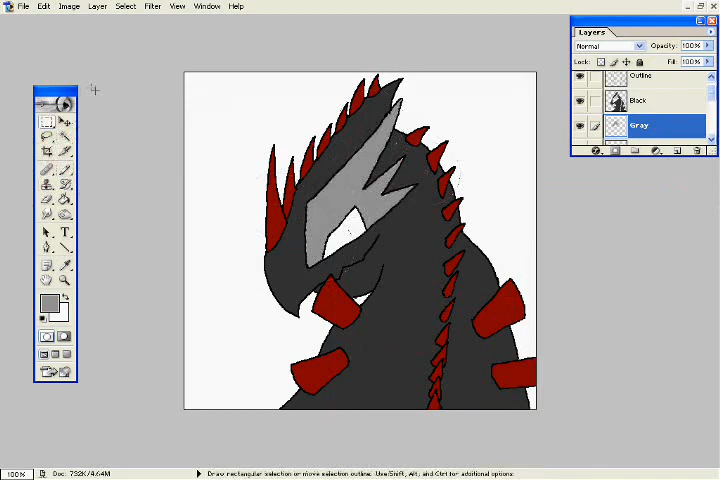 File Edit Image Layer Select Filter View Window Help
Layers
Normal Opacity: 100%
Lock: Fill: 100%
Outline
Black
Gray
T
100% Doc: 732K/4.64M Draw rectangular selection or move selection outline. Use Shift, Alt, and Ctrl for additional options.